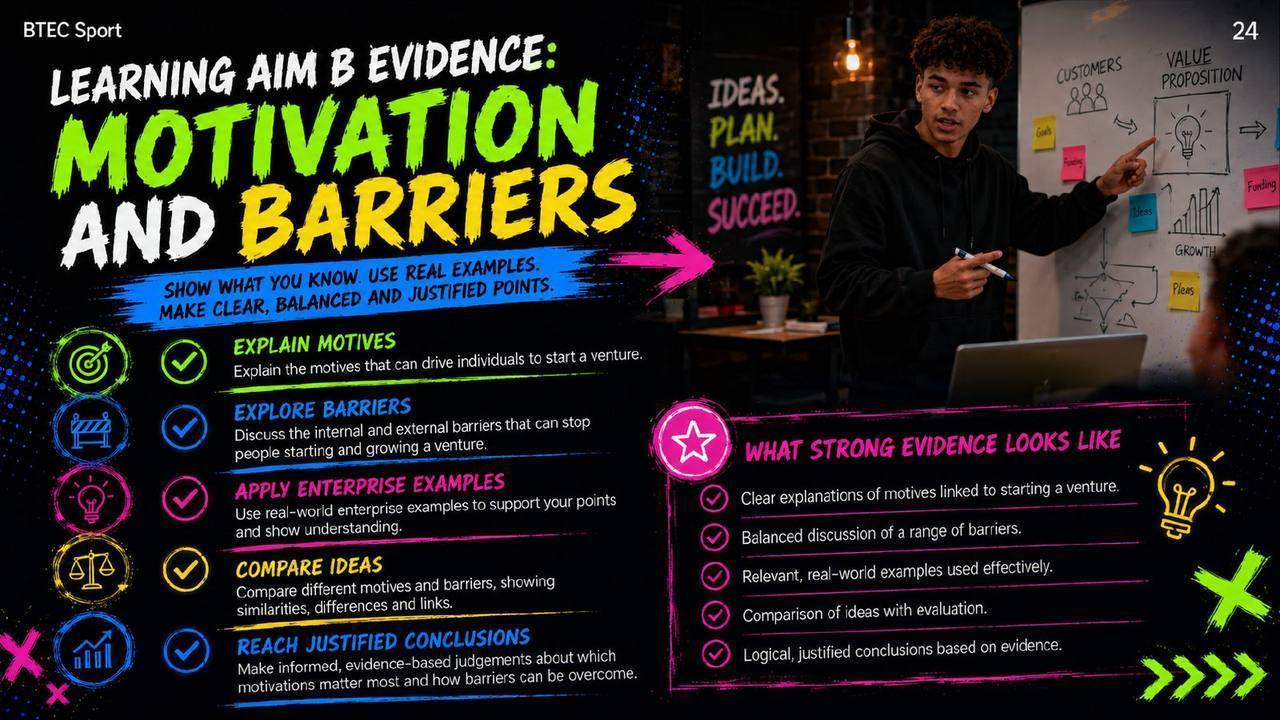 BTEC Sport
24
LEARNING AIM B EVIDENCE:
MOTIVATION
AND BARRIERS
SHOW WHAT YOU KNOW. USE REAL EXAMPLES.
MAKE CLEAR, BALANCED AND JUSTIFIED POINTS.
EXPLAIN MOTIVES
Explain the motives that can drive individuals to start a venture.
EXPLORE BARRIERS
Discuss the internal and external barriers that can stop
people starting and growing a venture.
APPLY ENTERPRISE EXAMPLES
Use real-world enterprise examples to support your points
and show understanding.
COMPARE IDEAS
Compare different motives and barriers, showing
similarities, differences and links.
REACH JUSTIFIED CONCLUSIONS
Make informed, evidence-based judgements about which
motivations matter most and how barriers can be overcome.
IDEAS.
PLAN.
BUILD.
SUCCEED.
CUSTOMERS
VALUE
PROPOSITION
Goals
Funding
Ideas
Funding
GROWTH
Plens
WHAT STRONG EVIDENCE LOOKS LIKE
Clear explanations of motives linked to starting a venture.
Balanced discussion of a range of barriers.
Relevant, real-world examples used effectively.
Comparison of ideas with evaluation.
Logical, justified conclusions based on evidence.